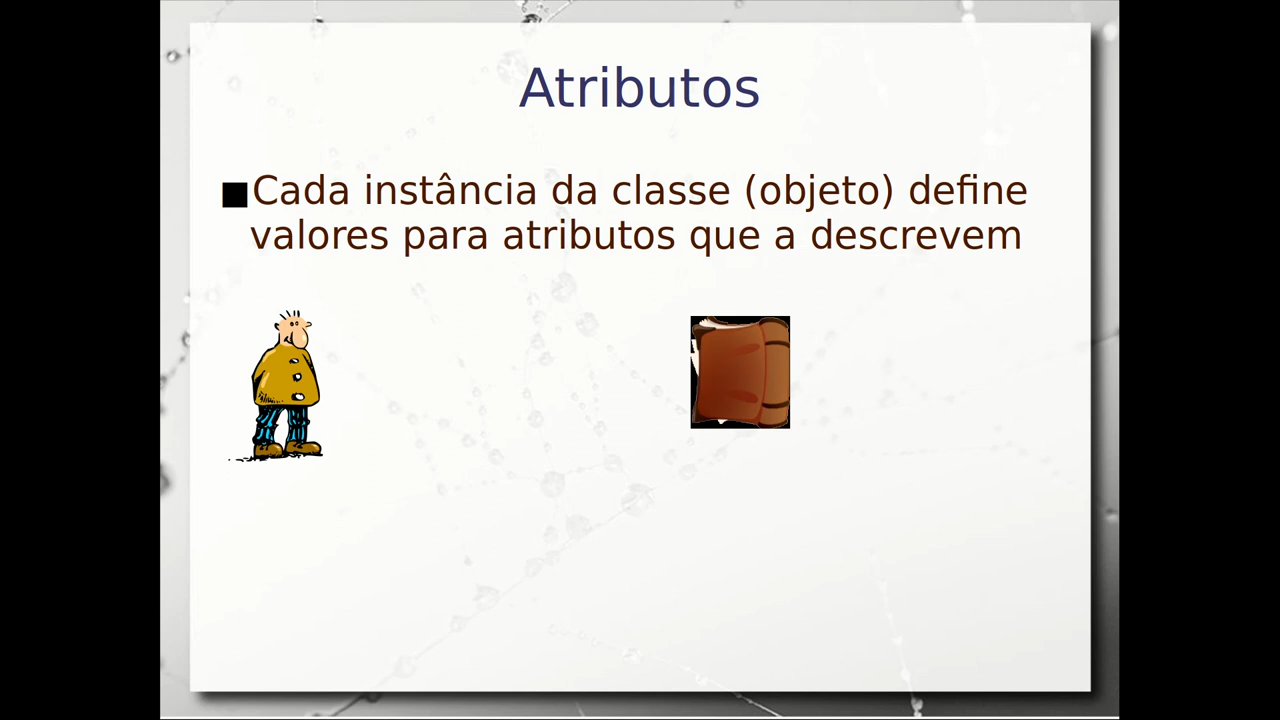 Atributos
Cada instância da classe (objeto) define
valores para atributos que a descrevem